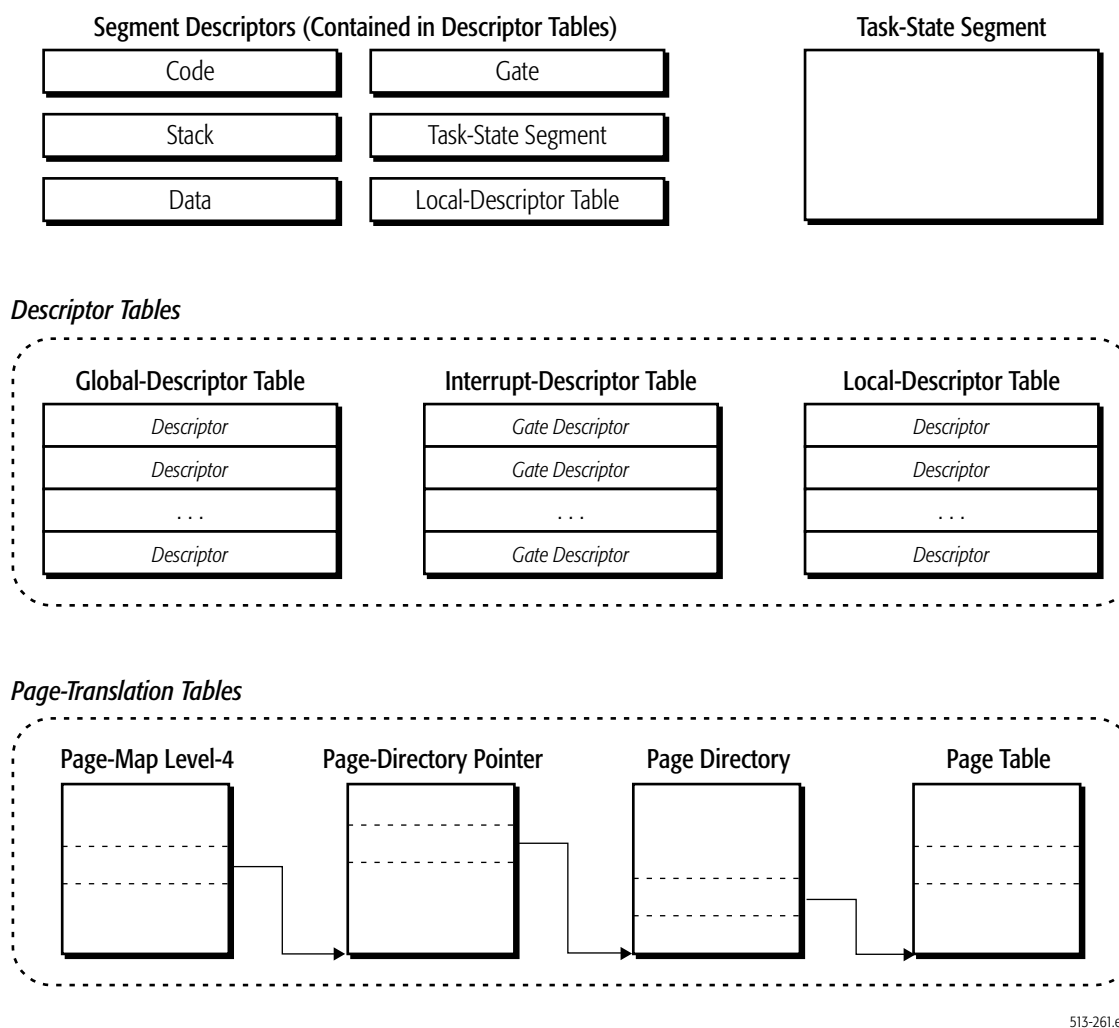 Segment Descriptors (Contained in Descriptor Tables)
Task-State Segment
Code
Gate
Stack
Task-State Segment
Data
Local-Descriptor Table
Descriptor Tables
Global-Descriptor Table
Interrupt-Descriptor Table
Local-Descriptor Table
Descriptor
Gate Descriptor
Descriptor
Descriptor
Gate Descriptor
Descriptor
. . .
. . .
. . .
Descriptor
Gate Descriptor
Descriptor
Page-Translation Tables
Page-Map Level-4
Page-Directory Pointer
Page Directory
Page Table
513-261.e